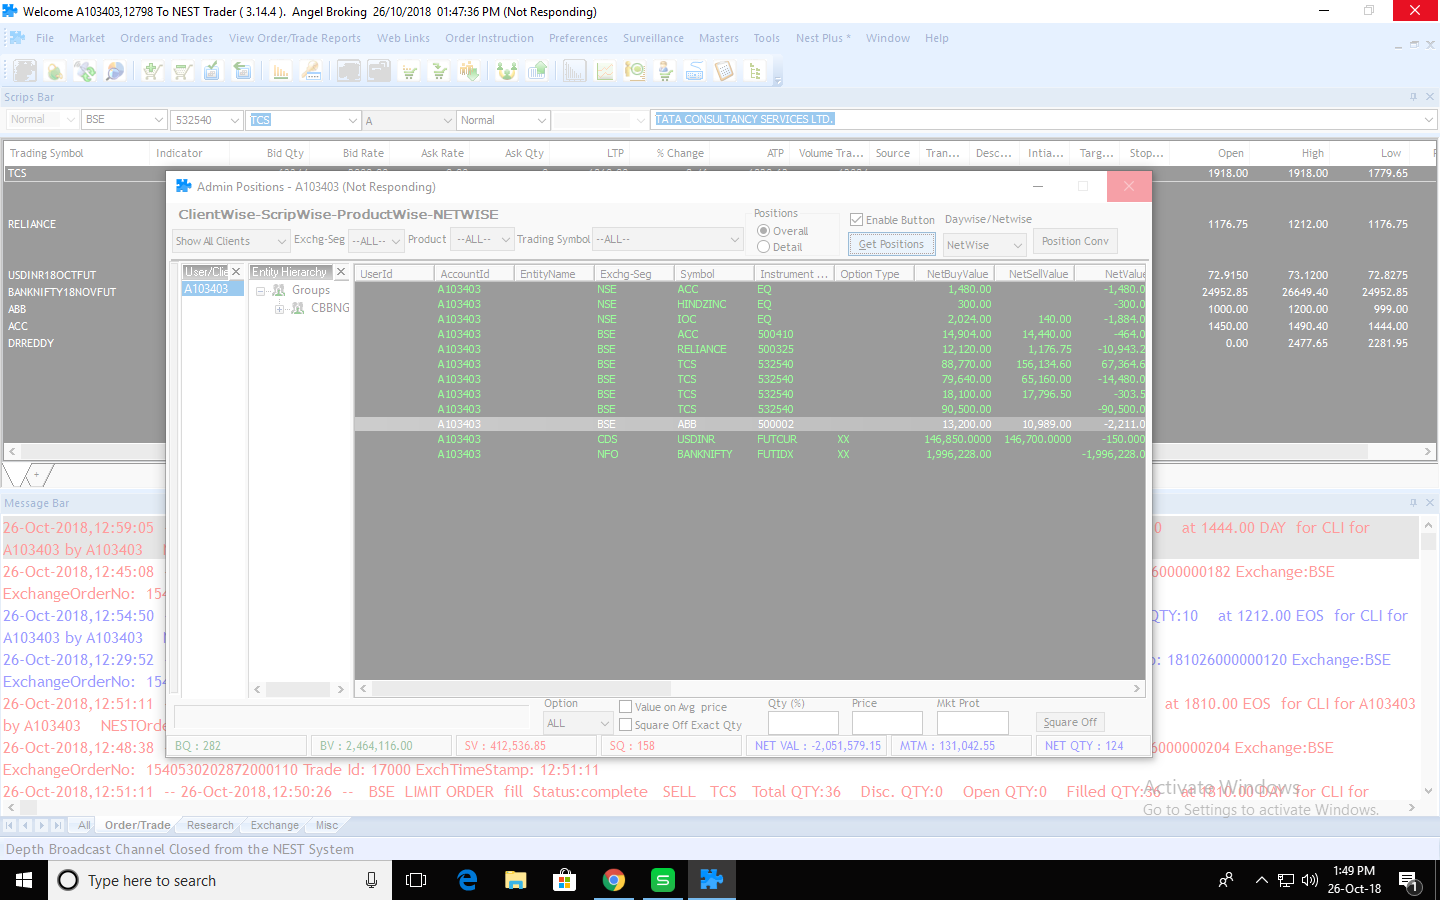 Welcome A103403,12798 To NEST Trader ( 3.14.4 ).  Angel Broking  26/10/2018  01:47:36 PM (Not Responding)
File Market Orders and Trades View Order/Trade Reports Web Links Order Instruction Preferences Surveillance Masters Tools Nest Plus * Window Help
Scrips Bar
Normal BSE 532540 TCS A Normal TATA CONSULTANCY SERVICES LTD.
Trading Symbol Indicator Bid Qty Bid Rate Ask Rate Ask Qty LTP % Change ATP Volume Tra... Source Tran... Desc... Intia... Targ... Stop... Open High Low
TCS 1918.00 1918.00 1779.65
RELIANCE 1176.75 1212.00 1176.75
USDINR18OCTFUT 72.9150 73.1200 72.8275
BANKNIFTY18NOVFUT 24952.85 26649.40 24952.85
ABB 1000.00 1200.00 999.00
ACC 1450.00 1490.40 1444.00
DRREDDY 0.00 2477.65 2281.95
Admin Positions - A103403 (Not Responding)
ClientWise-ScripWise-ProductWise-NETWISE
Positions
Overall
Detail
Enable Button Daywise/Netwise
Show All Clients Exchg-Seg --ALL-- Product --ALL-- Trading Symbol --ALL-- Get Positions NetWise Position Conv
User/Clie Entity Hierarchy
A103403 Groups
CBBNG
UserId AccountId EntityName Exchg-Seg Symbol Instrument ... Option Type NetBuyValue NetSellValue NetValue
A103403 NSE ACC EQ 1,480.00 -1,480.0
A103403 NSE HINDZINC EQ 300.00 -300.0
A103403 NSE IOC EQ 2,024.00 140.00 -1,884.0
A103403 BSE ACC 500410 14,904.00 14,440.00 -464.0
A103403 BSE RELIANCE 500325 12,120.00 1,176.75 -10,943.2
A103403 BSE TCS 532540 88,770.00 156,134.60 67,364.6
A103403 BSE TCS 532540 79,640.00 65,160.00 -14,480.0
A103403 BSE TCS 532540 18,100.00 17,796.50 -303.5
A103403 BSE TCS 532540 90,500.00 -90,500.0
A103403 BSE ABB 500002 13,200.00 10,989.00 -2,211.0
A103403 CDS USDINR FUTCUR XX 146,850.0000 146,700.0000 -150.000
A103403 NFO BANKNIFTY FUTIDX XX 1,996,228.00 -1,996,228.0
Option Value on Avg  price Qty (%) Price Mkt Prot
ALL Square Off Exact Qty Square Off
BQ : 282 BV : 2,464,116.00 SV : 412,536.85 SQ : 158 NET VAL : -2,051,579.15 MTM : 131,042.55 NET QTY : 124
Message Bar
26-Oct-2018,12:59:05 0 at 1444.00 DAY  for CLI for
A103403 by A103403
26-Oct-2018,12:45:08 6000000182 Exchange:BSE
ExchangeOrderNo:  154
26-Oct-2018,12:54:50 QTY:10 at 1212.00 EOS  for CLI for
A103403 by A103403
26-Oct-2018,12:29:52 : 181026000000120 Exchange:BSE
ExchangeOrderNo:  154
26-Oct-2018,12:51:11 at 1810.00 EOS  for CLI for A103403
by A103403 NESTOrde
26-Oct-2018,12:48:38 6000000204 Exchange:BSE
ExchangeOrderNo:  1540530202872000110 Trade Id: 17000 ExchTimeStamp: 12:51:11
26-Oct-2018,12:51:11  -- 26-Oct-2018,12:50:26  --   BSE  LIMIT ORDER  fill  Status:complete   SELL   TCS   Total QTY:36    Disc. QTY:0    Open QTY:0    Filled QTY:36    at 1810.00 DAY  for CLI for
Activate Windows
Go to Settings to activate Windows.
All Order/Trade Research Exchange Misc
Depth Broadcast Channel Closed from the NEST System
Type here to search
1:49 PM
26-Oct-18
1